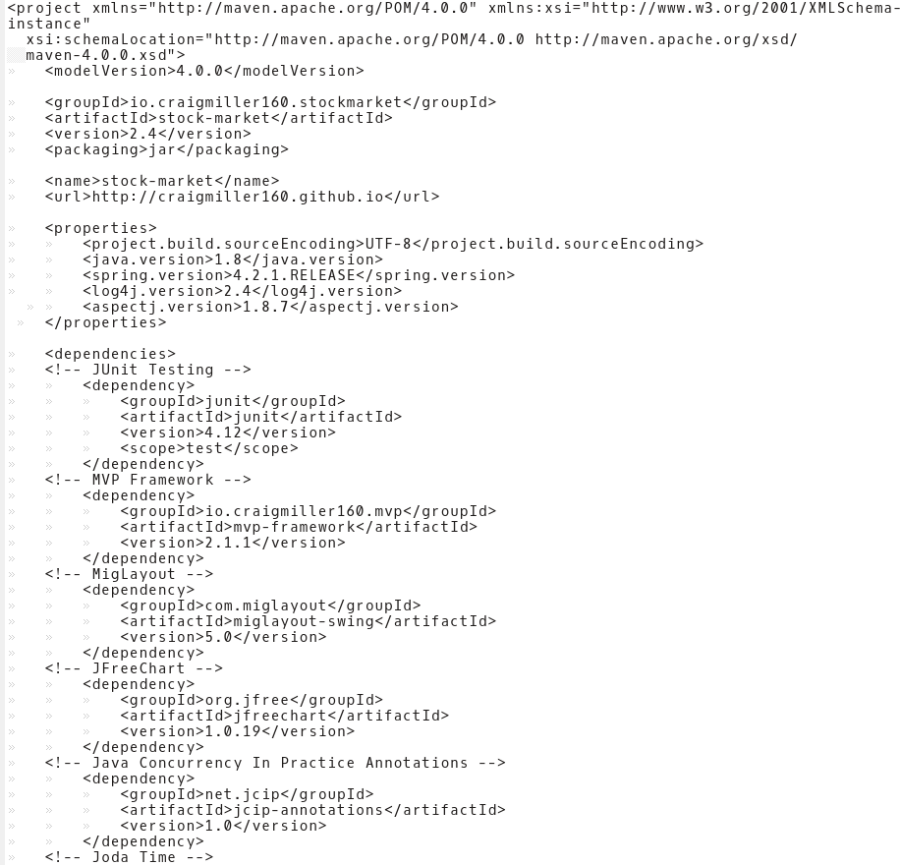 <project xmlns="http://maven.apache.org/POM/4.0.0" xmlns:xsi="http://www.w3.org/2001/XMLSchema-
instance"
xsi:schemaLocation="http://maven.apache.org/POM/4.0.0 http://maven.apache.org/xsd/
maven-4.0.0.xsd">
<modelVersion>4.0.0</modelVersion>

<groupId>io.craigmiller160.stockmarket</groupId>
<artifactId>stock-market</artifactId>
<version>2.4</version>
<packaging>jar</packaging>

<name>stock-market</name>
<url>http://craigmiller160.github.io</url>

<properties>
<project.build.sourceEncoding>UTF-8</project.build.sourceEncoding>
<java.version>1.8</java.version>
<spring.version>4.2.1.RELEASE</spring.version>
<log4j.version>2.4</log4j.version>
<aspectj.version>1.8.7</aspectj.version>
</properties>

<dependencies>
<!-- JUnit Testing -->
<dependency>
<groupId>junit</groupId>
<artifactId>junit</artifactId>
<version>4.12</version>
<scope>test</scope>
</dependency>
<!-- MVP Framework -->
<dependency>
<groupId>io.craigmiller160.mvp</groupId>
<artifactId>mvp-framework</artifactId>
<version>2.1.1</version>
</dependency>
<!-- MigLayout -->
<dependency>
<groupId>com.miglayout</groupId>
<artifactId>miglayout-swing</artifactId>
<version>5.0</version>
</dependency>
<!-- JFreeChart -->
<dependency>
<groupId>org.jfree</groupId>
<artifactId>jfreechart</artifactId>
<version>1.0.19</version>
</dependency>
<!-- Java Concurrency In Practice Annotations -->
<dependency>
<groupId>net.jcip</groupId>
<artifactId>jcip-annotations</artifactId>
<version>1.0</version>
</dependency>
<!-- Joda Time -->